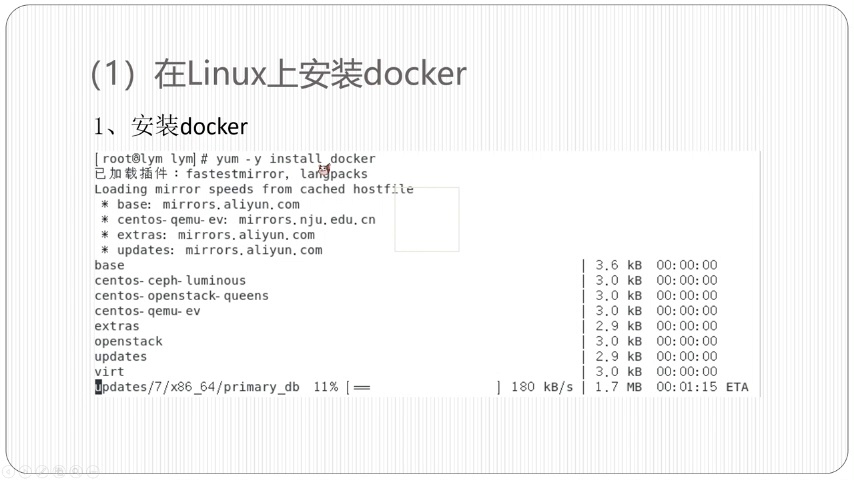 （1）在Linux上安装docker
1、安装docker
[root@lym lym]# yum -y install docker
已加载插件：fastestmirror, langpacks
Loading mirror speeds from cached hostfile
* base: mirrors.aliyun.com
* centos-qemu-ev: mirrors.nju.edu.cn
* extras: mirrors.aliyun.com
* updates: mirrors.aliyun.com
base | 3.6 kB 00:00:00
centos-ceph-luminous | 3.0 kB 00:00:00
centos-openstack-queens | 3.0 kB 00:00:00
centos-qemu-ev | 3.0 kB 00:00:00
extras | 2.9 kB 00:00:00
openstack | 3.0 kB 00:00:00
updates | 2.9 kB 00:00:00
virt | 3.0 kB 00:00:00
updates/7/x86_64/primary_db 11% [== ] 180 kB/s | 1.7 MB 00:01:15 ETA